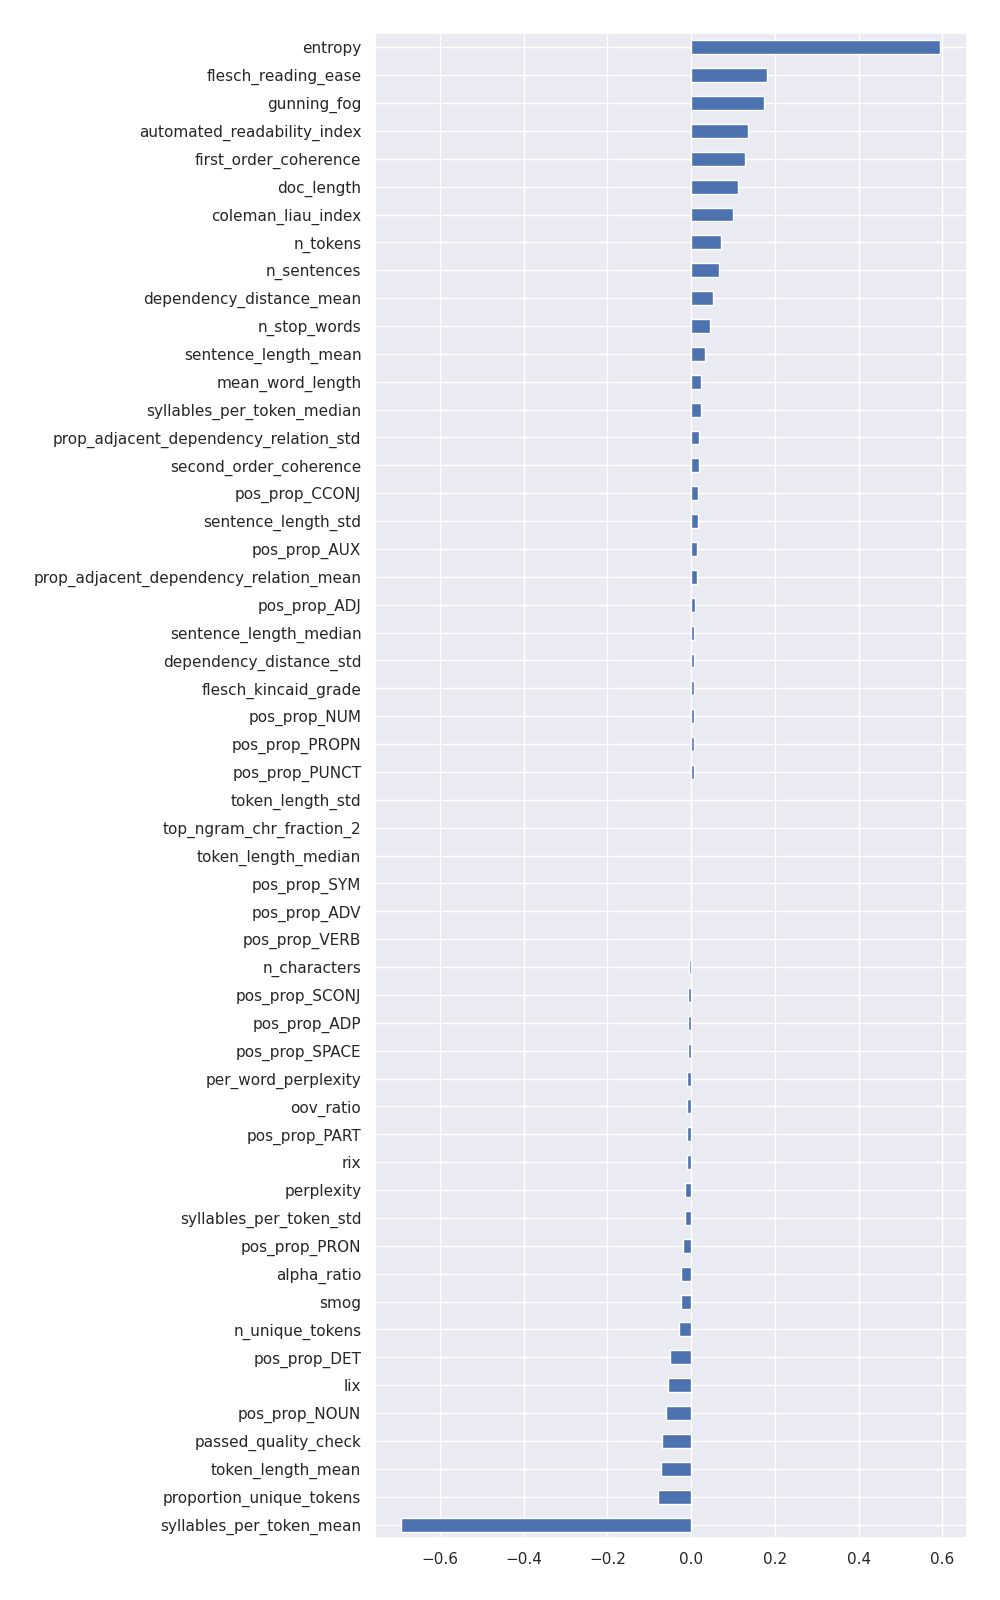 entropy
flesch_reading_ease
gunning_fog
automated_readability_index
first_order_coherence
doc_length
coleman_liau_index
n_tokens
n_sentences
dependency_distance_mean
n_stop_words
sentence_length_mean
mean_word_length
syllables_per_token_median
prop_adjacent_dependency_relation_std
second_order_coherence
pos_prop_CCONJ
sentence_length_std
pos_prop_AUX
prop_adjacent_dependency_relation_mean
pos_prop_ADJ
sentence_length_median
dependency_distance_std
flesch_kincaid_grade
pos_prop_NUM
pos_prop_PROPN
pos_prop_PUNCT
token_length_std
top_ngram_chr_fraction_2
token_length_median
pos_prop_SYM
pos_prop_ADV
pos_prop_VERB
n_characters
pos_prop_SCONJ
pos_prop_ADP
pos_prop_SPACE
per_word_perplexity
oov_ratio
pos_prop_PART
rix
perplexity
syllables_per_token_std
pos_prop_PRON
alpha_ratio
smog
n_unique_tokens
pos_prop_DET
lix
pos_prop_NOUN
passed_quality_check
token_length_mean
proportion_unique_tokens
syllables_per_token_mean
−0.6 −0.4 −0.2 0.0 0.2 0.4 0.6